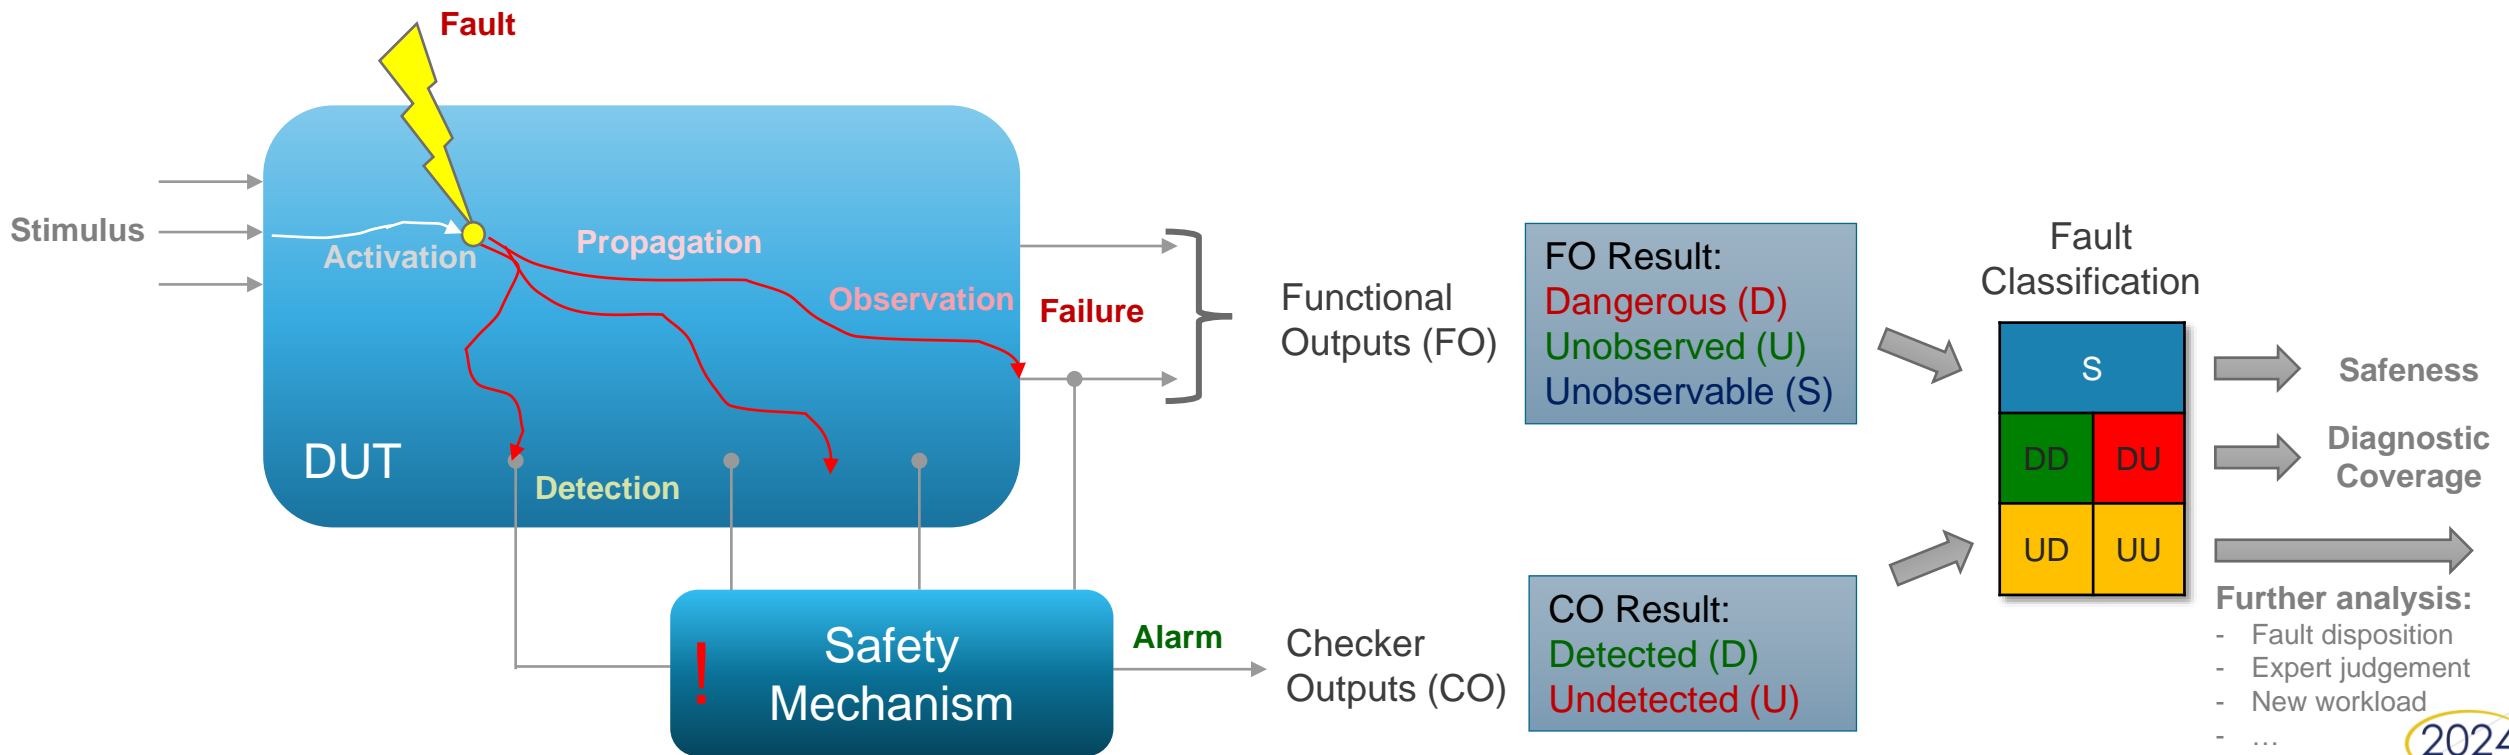 Fault
Stimulus
Activation
Propagation
Observation
Failure
DUT
Detection
!
Safety
Mechanism
Alarm
Functional
Outputs (FO)
Checker
Outputs (CO)
FO Result:
Dangerous (D)
Unobserved (U)
Unobservable (S)
CO Result:
Detected (D)
Undetected (U)
Fault
Classification
S
DD DU
UD UU
Safeness
Diagnostic
Coverage
Further analysis:
- Fault disposition
- Expert judgement
- New workload
- …
2024